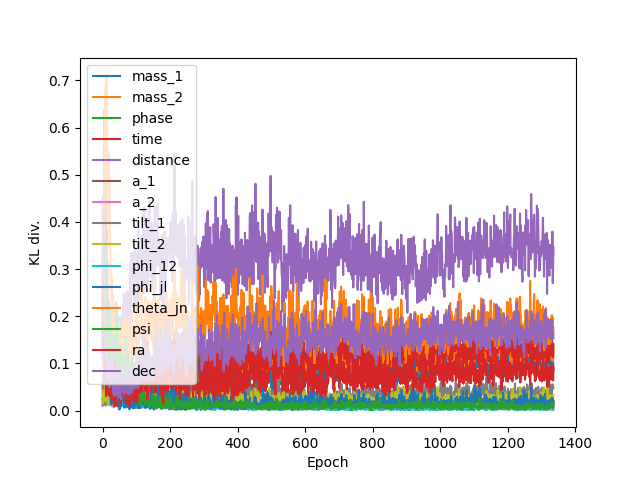 0.7
0.6
0.5
0.4
0.3
0.2
0.1
0.0
KL div.
mass_1
mass_2
phase
time
distance
a_1
a_2
tilt_1
tilt_2
phi_12
phi_jl
theta_jn
psi
ra
dec
0 200 400 600 800 1000 1200 1400
Epoch